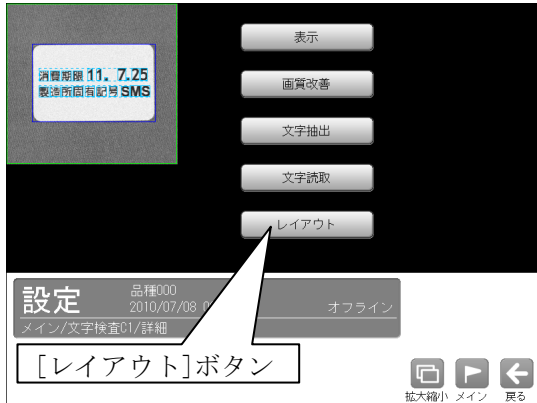 消費期限 11. 7.25
製造所固有記号 SMS
表示
画質改善
文字抽出
文字読取
レイアウト
設定
品種000
2010/07/08
オフライン
メイン/文字検査C1/詳細
[レイアウト]ボタン
拡大縮小
メイン
戻る